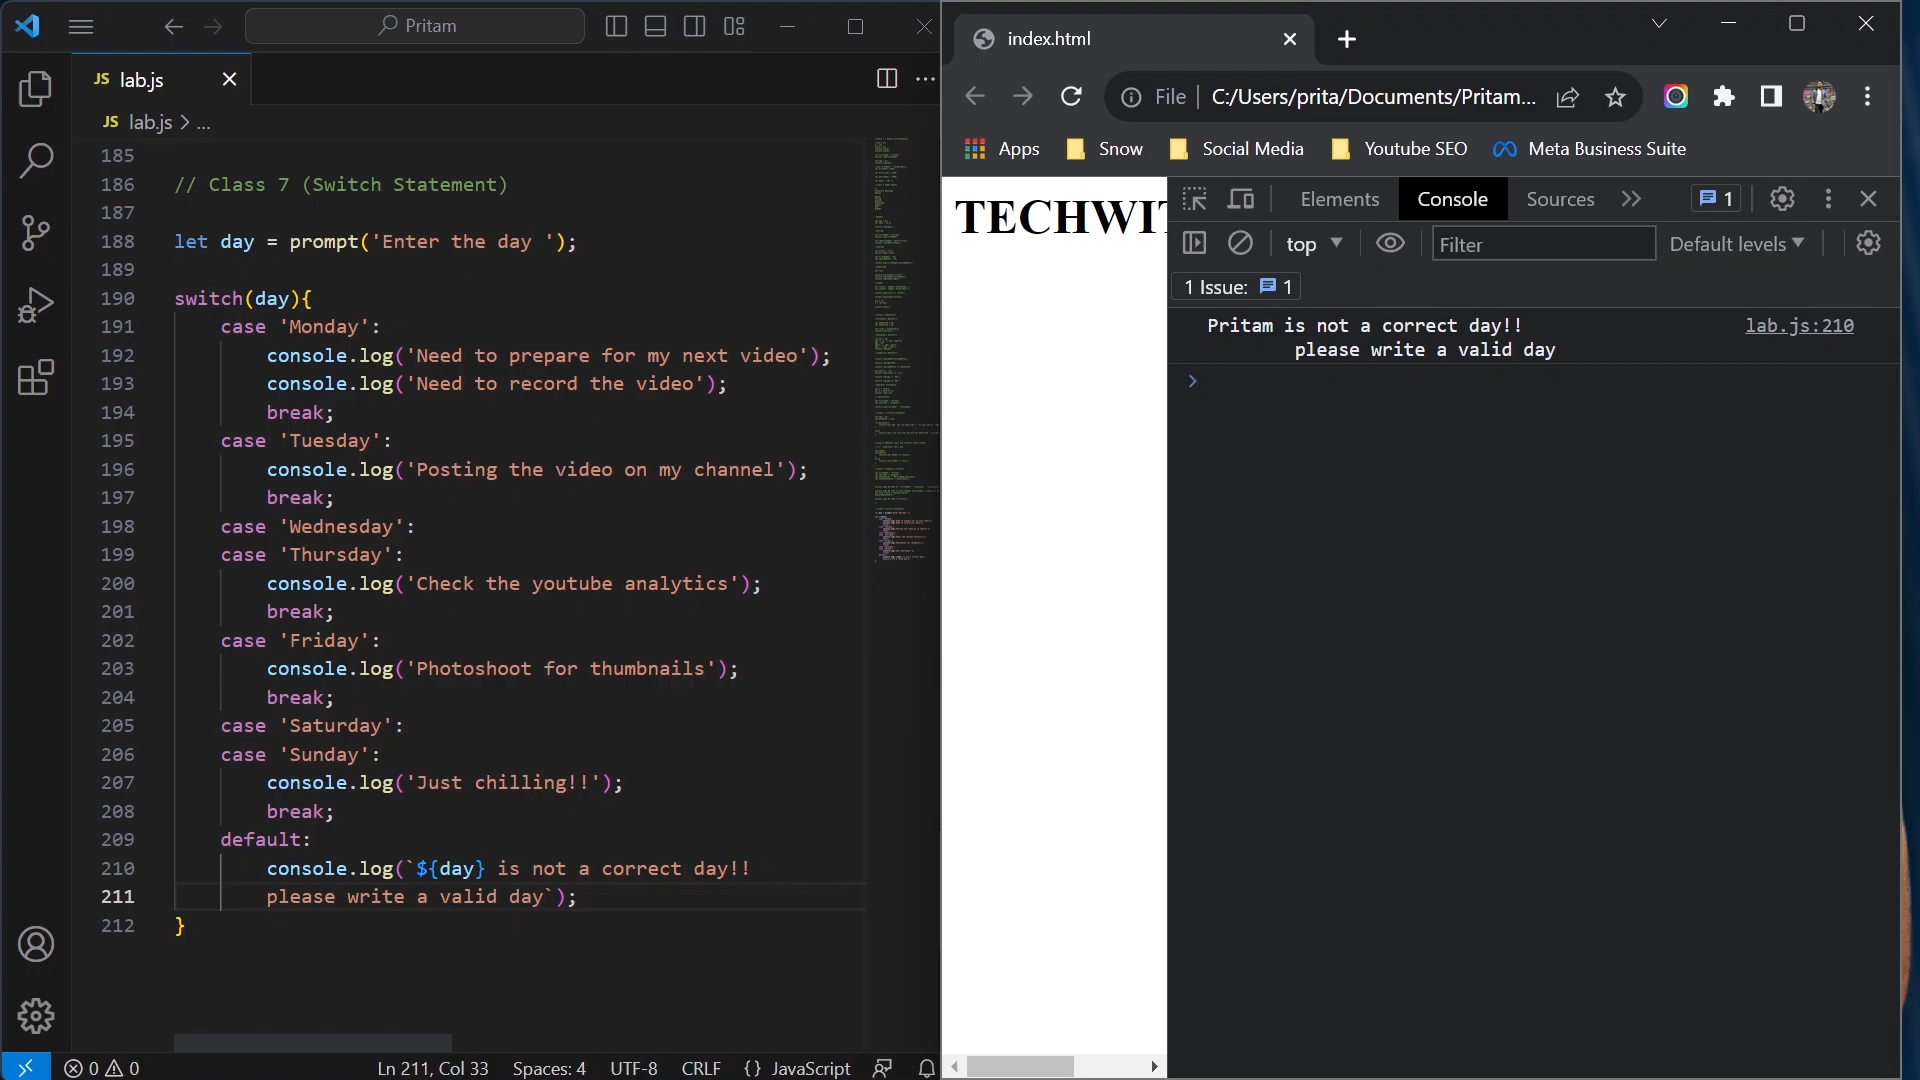 Pritam
JS lab.js
JS lab.js > ...
185
186 // Class 7 (Switch Statement)
187
188 let day = prompt('Enter the day ');
189
190 switch(day){
191 case 'Monday':
192 console.log('Need to prepare for my next video');
193 console.log('Need to record the video');
194 break;
195 case 'Tuesday':
196 console.log('Posting the video on my channel');
197 break;
198 case 'Wednesday':
199 case 'Thursday':
200 console.log('Check the youtube analytics');
201 break;
202 case 'Friday':
203 console.log('Photoshoot for thumbnails');
204 break;
205 case 'Saturday':
206 case 'Sunday':
207 console.log('Just chilling!!');
208 break;
209 default:
210 console.log(`${day} is not a correct day!!
211 please write a valid day`);
212 }
0 0 Ln 211, Col 33 Spaces: 4 UTF-8 CRLF {} JavaScript
index.html
File C:/Users/prita/Documents/Pritam...
Apps Snow Social Media Youtube SEO Meta Business Suite
TECHWIT
Elements Console Sources 1
top Filter Default levels
1 Issue: 1
Pritam is not a correct day!! lab.js:210
please write a valid day